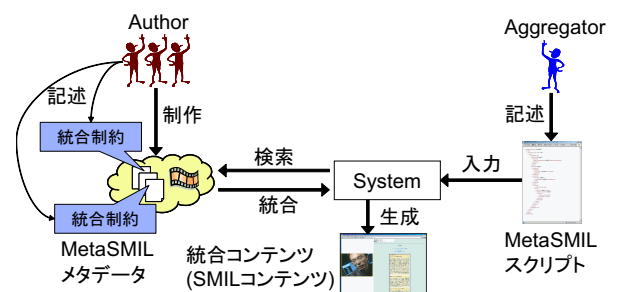 Author
Aggregator
記述
制作
記述
統合制約
検索
入力
System
統合
生成
統合制約
MetaSMIL
メタデータ
統合コンテンツ
(SMILコンテンツ)
MetaSMIL
スクリプト